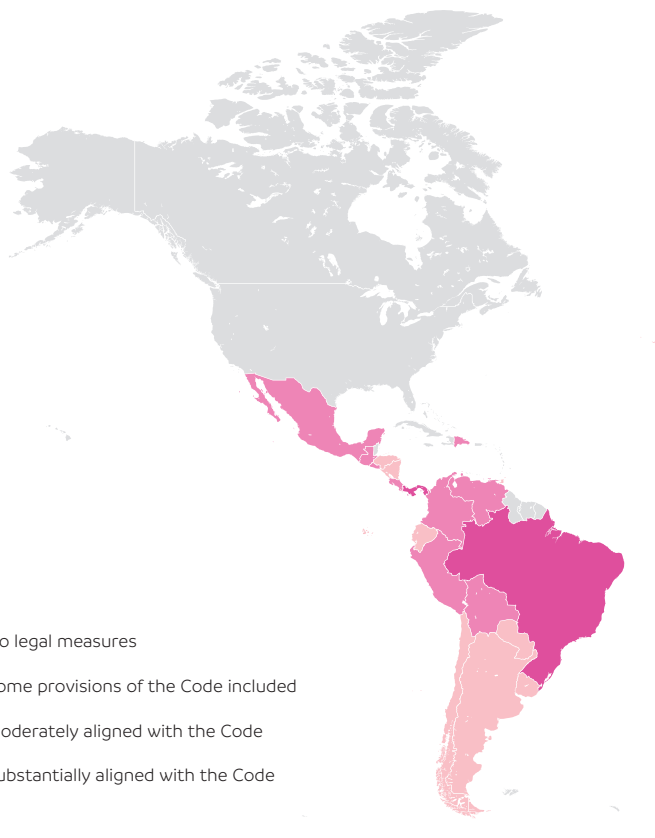 o legal measures
ome provisions of the Code included
oderately aligned with the Code
ubstantially aligned with the Code